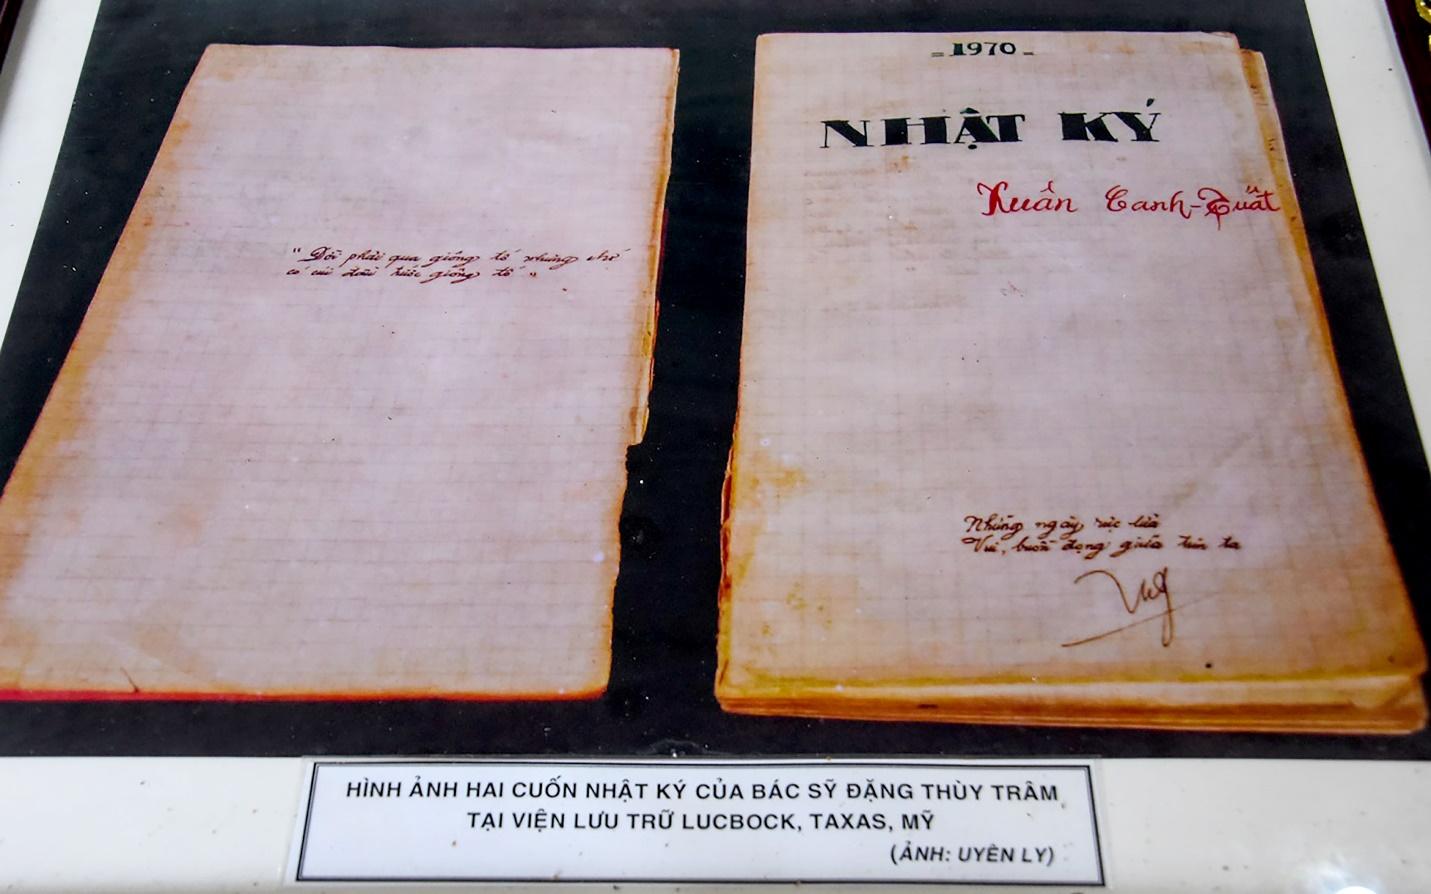 "Đời phải qua giông tố nhưng chớ
có cúi đầu trước giông tố"
= 1970 =
NHẬT KÝ
Xuân Canh-Tuất
Những ngày rực lửa
Vui, buồn đọng giữa tim ta
HÌNH ẢNH HAI CUỐN NHẬT KÝ CỦA BÁC SỸ ĐẶNG THÙY TRÂM
TẠI VIỆN LƯU TRỮ LUCBOCK, TAXAS, MỸ
(ẢNH: UYÊN LY)